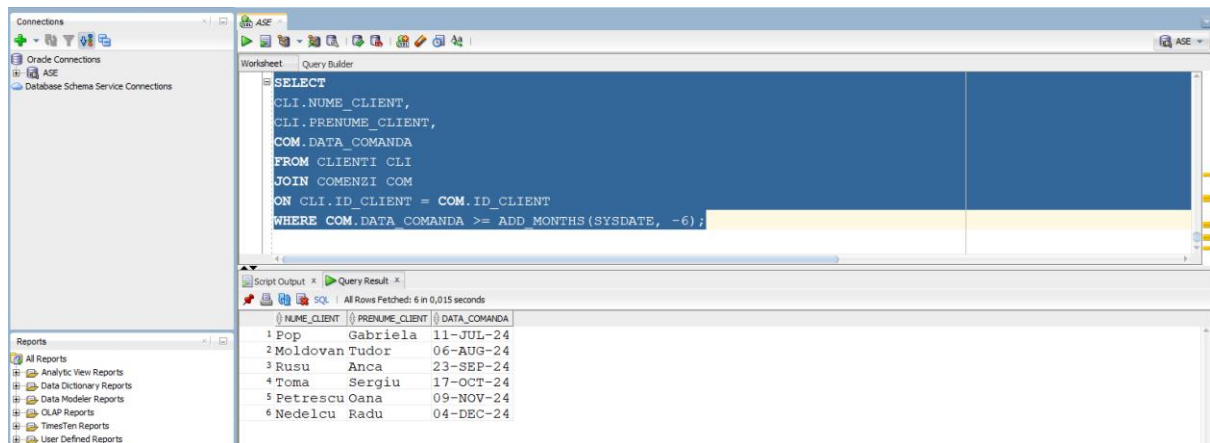 Connections
Oracle Connections
ASE
Database Schema Service Connections
Reports
All Reports
Analytic View Reports
Data Dictionary Reports
Data Modeler Reports
OLAP Reports
TimesTen Reports
User Defined Reports
ASE
ASE
Worksheet Query Builder
SELECT
CLI.NUME_CLIENT,
CLI.PRENUME_CLIENT,
COM.DATA_COMANDA
FROM CLIENTI CLI
JOIN COMENZI COM
ON CLI.ID_CLIENT = COM.ID_CLIENT
WHERE COM.DATA_COMANDA >= ADD_MONTHS(SYSDATE, -6);
Script Output Query Result
SQL | All Rows Fetched: 6 in 0,015 seconds
NUME_CLIENT PRENUME_CLIENT DATA_COMANDA
1 Pop Gabriela 11-JUL-24
2 Moldovan Tudor 06-AUG-24
3 Rusu Anca 23-SEP-24
4 Toma Sergiu 17-OCT-24
5 Petrescu Oana 09-NOV-24
6 Nedelcu Radu 04-DEC-24